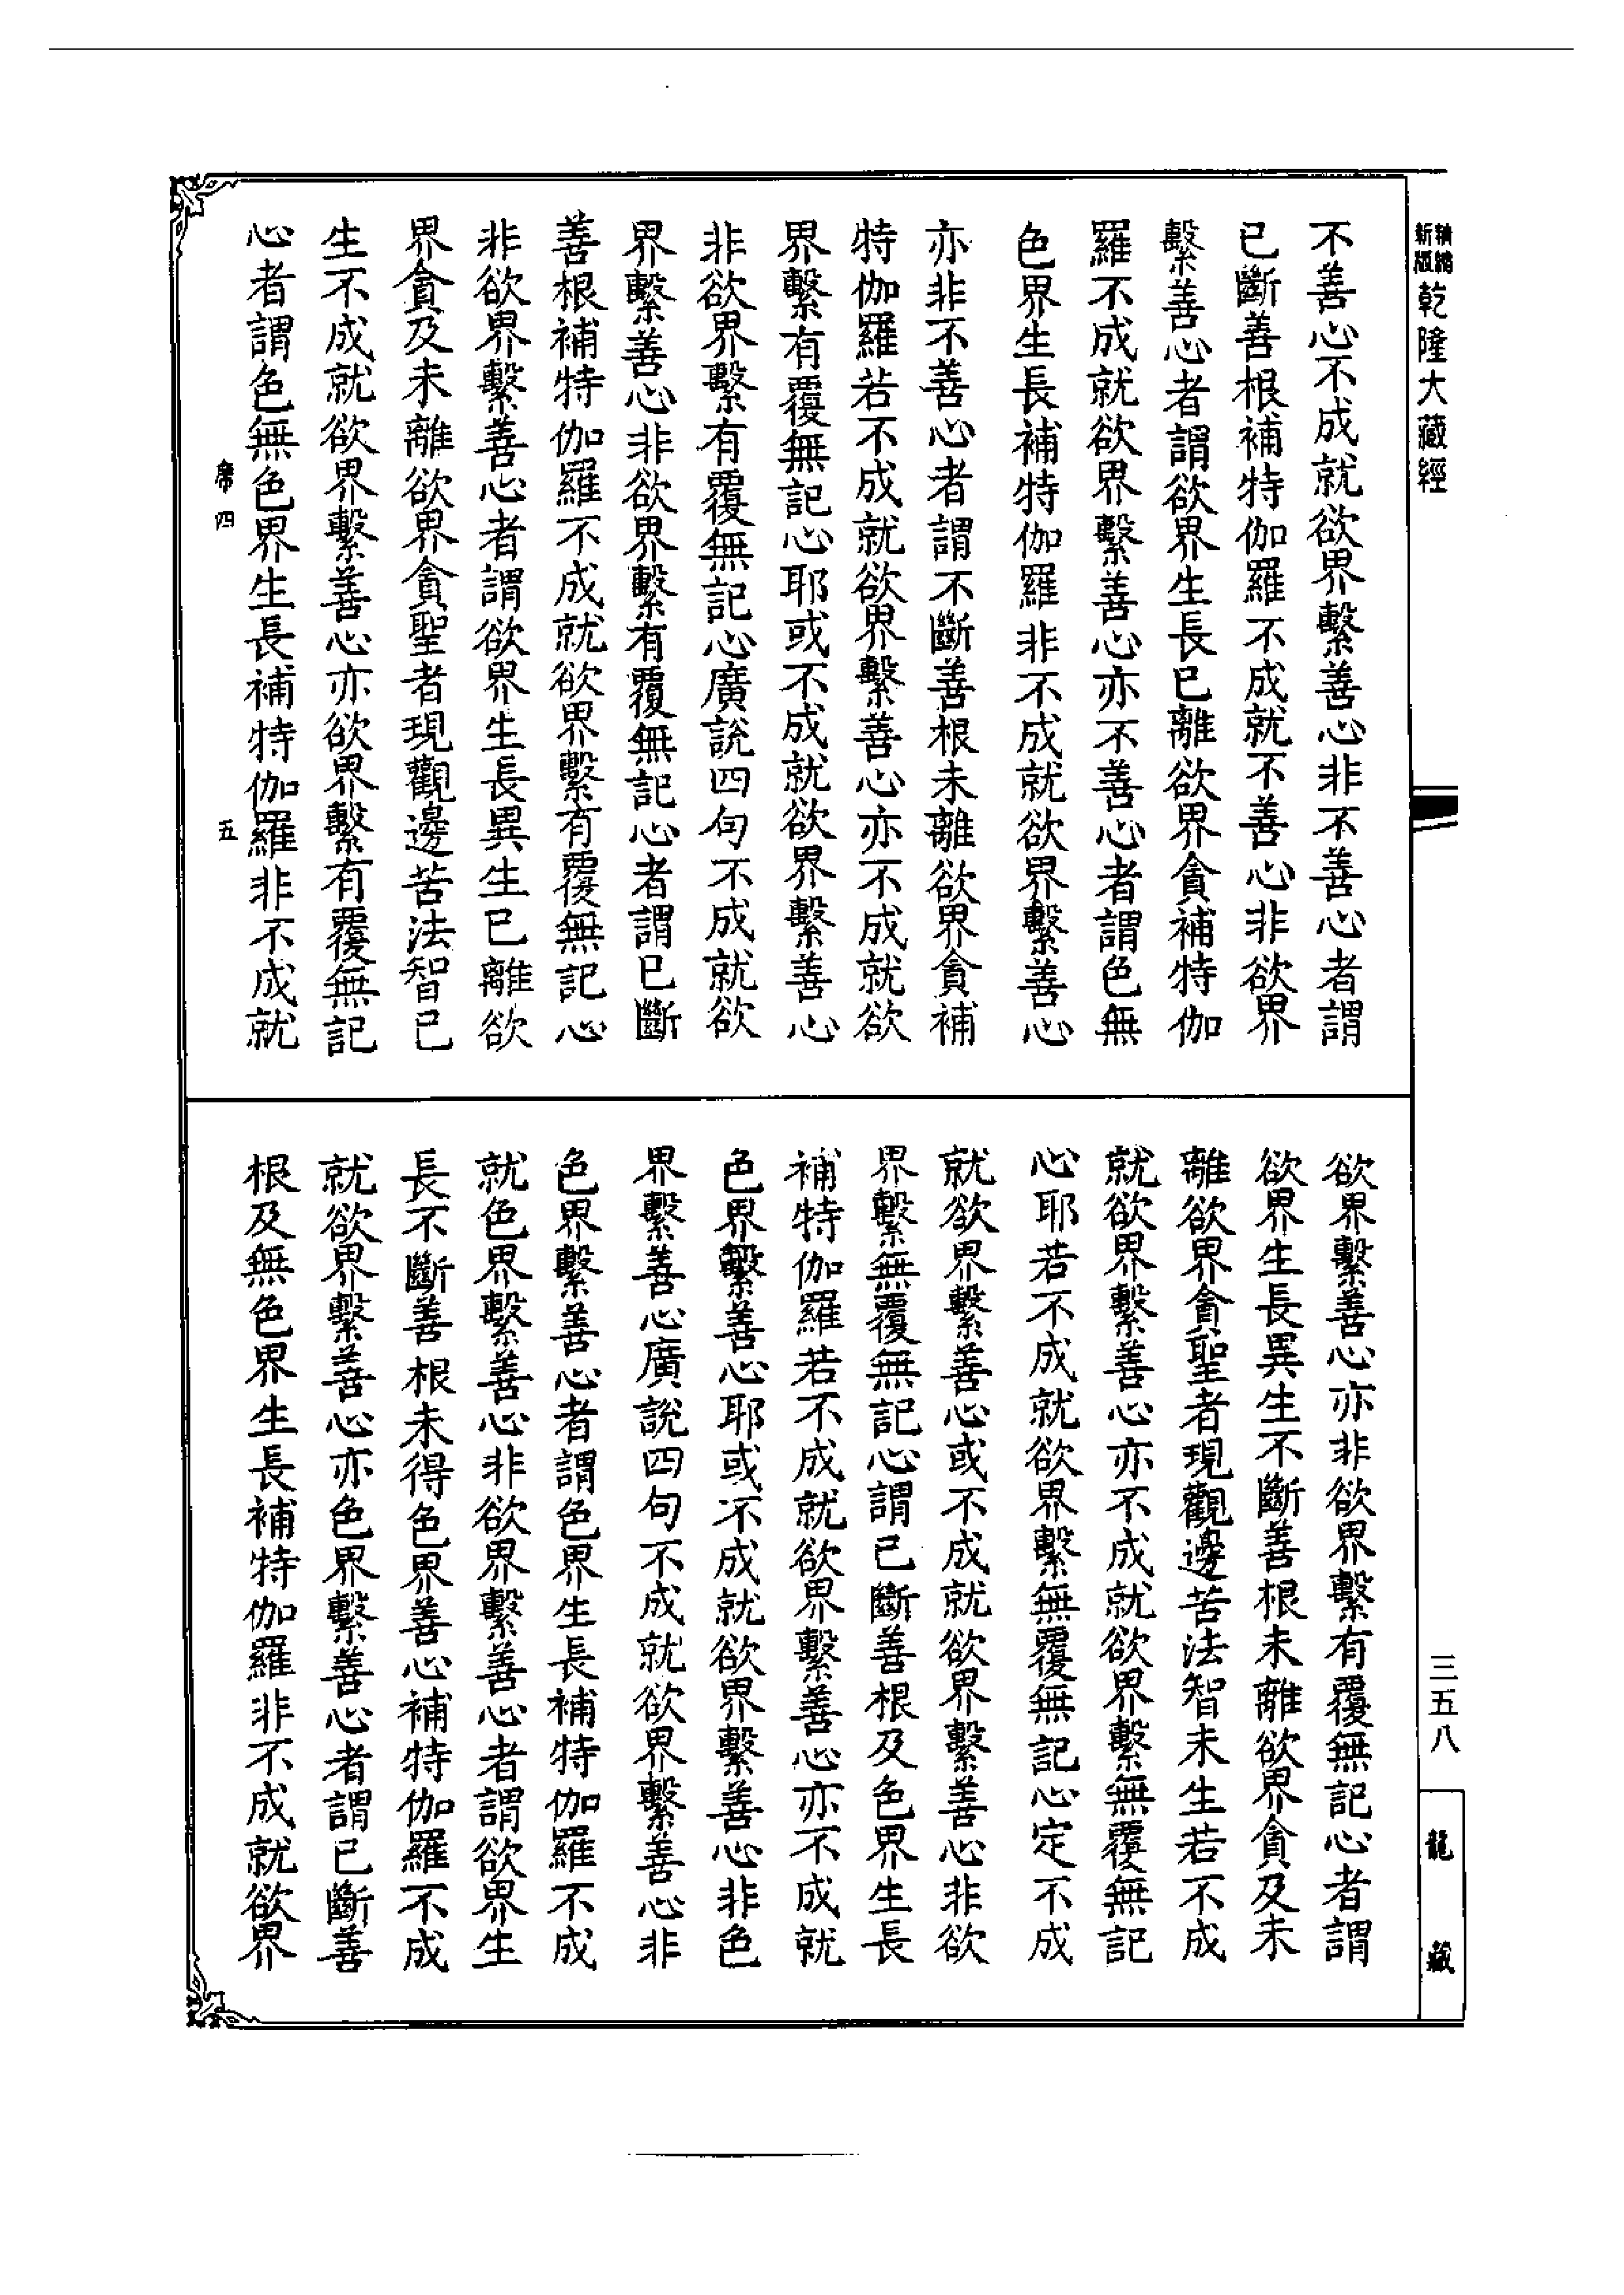 新編縮版乾隆大藏經
不善心不成就欲界繫善心非不善心者謂
已斷善根補特伽羅不成就不善心非欲界
繫善心者謂欲界生長已離欲界貪補特伽
羅不成就欲界繫善心亦不善心者謂色無
色界生長補特伽羅非不成就欲界繫善心
亦非不善心者謂不斷善根未離欲界貪補
特伽羅若不成就欲界繫善心亦不成就欲
界繫有覆無記心耶或不成就欲界繫善心
非欲界繫有覆無記心廣說四句不成就欲
界繫善心非欲界繫有覆無記心者謂已斷
善根補特伽羅不成就欲界繫有覆無記心
非欲界繫善心者謂欲界生長異生已離欲
界貪及未離欲界貪聖者現觀邊苦法智已
生不成就欲界繫善心亦欲界繫有覆無記
心者謂色無色界生長補特伽羅非不成就
席四 五
欲界繫善心亦非欲界繫有覆無記心者謂
欲界生長異生不斷善根未離欲界貪及未
離欲界貪聖者現觀邊苦法智未生若不成
就欲界繫善心亦不成就欲界繫無覆無記
心耶若不成就欲界繫無覆無記心定不成
就欲界繫善心或不成就欲界繫善心非欲
界繫無覆無記心謂已斷善根及色界生長
補特伽羅若不成就欲界繫善心亦不成就
色界繫善心耶或不成就欲界繫善心非色
界繫善心廣說四句不成就欲界繫善心非
色界繫善心者謂色界生長補特伽羅不成
就色界繫善心非欲界繫善心者謂欲界生
長不斷善根未得色界善心補特伽羅不成
就欲界繫善心亦色界繫善心者謂已斷善
根及無色界生長補特伽羅非不成就欲界
三五八
龍藏